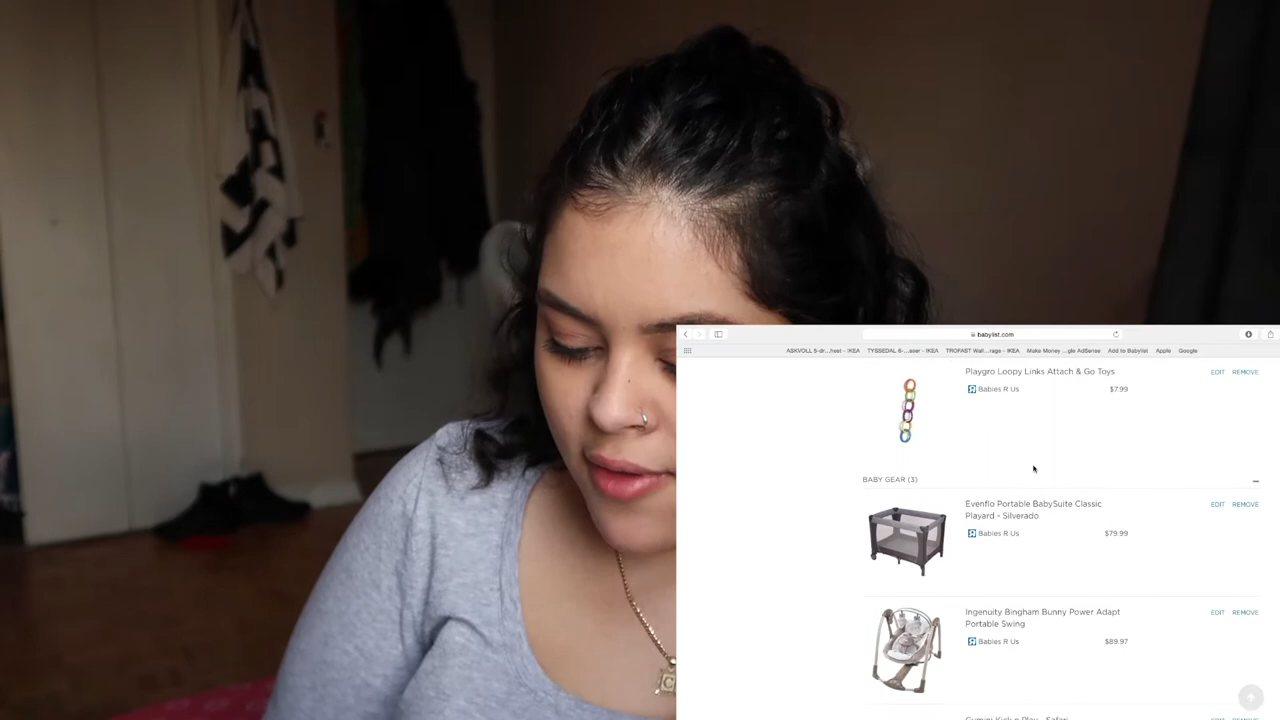 babylist.com
ASKVOLL 5-dr...hest - IKEA TYSSEDAL 6-...sser - IKEA TROFAST Wall...rage - IKEA Make Money ...gle AdSense Add to Babylist Apple Google
Playgro Loopy Links Attach & Go Toys
EDIT REMOVE
Babies R Us $7.99
BABY GEAR (3)
Evenflo Portable BabySuite Classic
Playard - Silverado
EDIT REMOVE
Babies R Us $79.99
Ingenuity Bingham Bunny Power Adapt
Portable Swing
EDIT REMOVE
Babies R Us $89.97
C